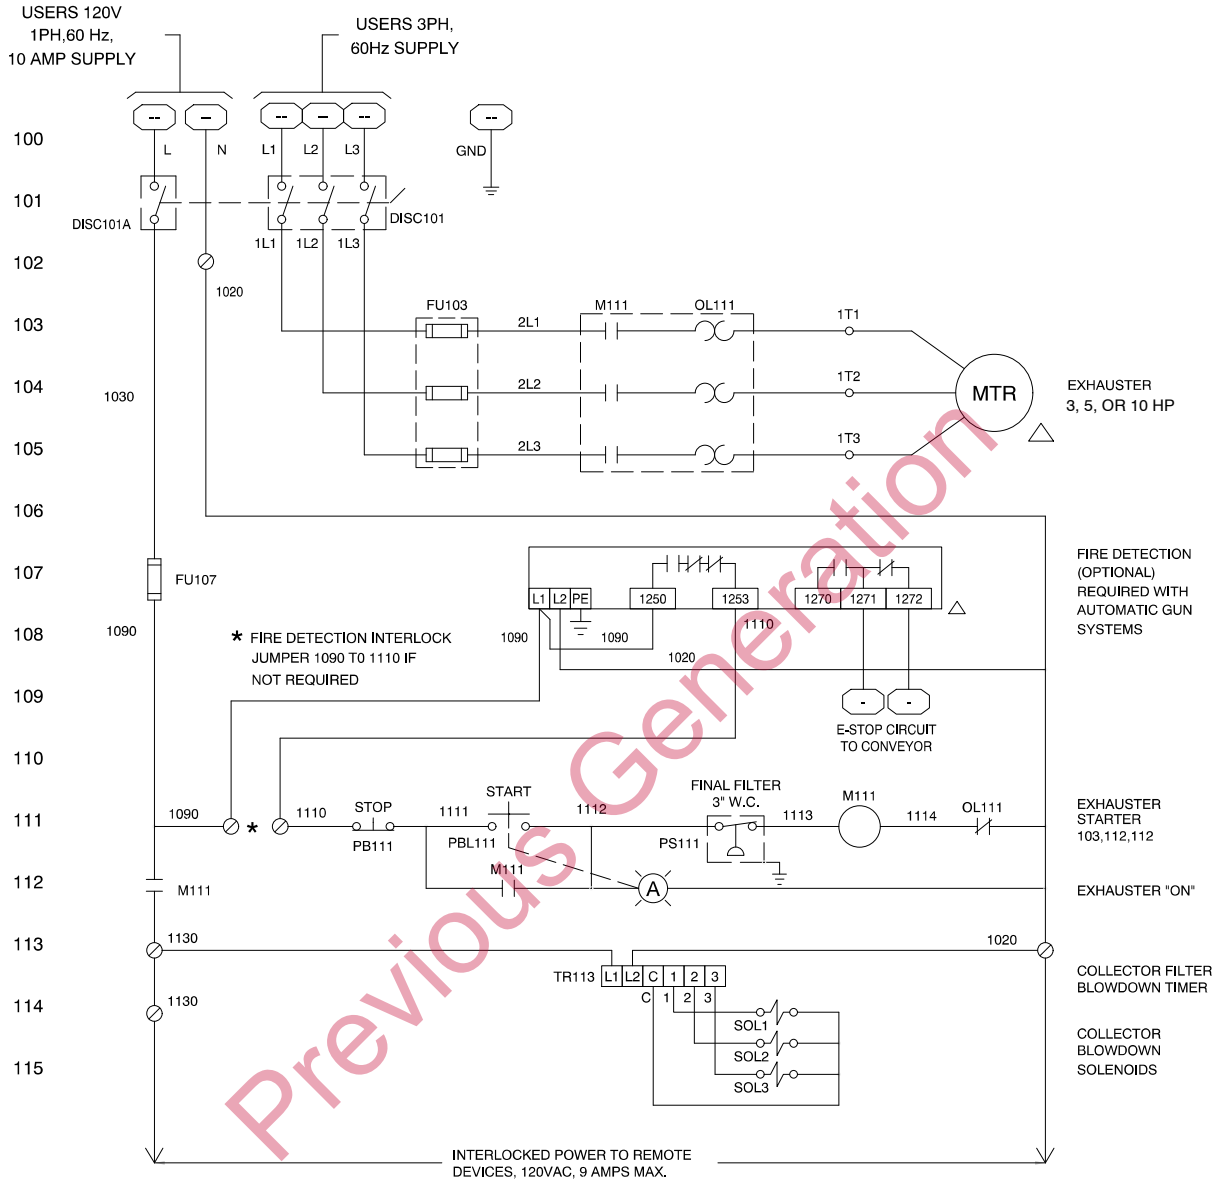 USERS 120V
1PH,60 Hz,
10 AMP SUPPLY
USERS 3PH,
60Hz SUPPLY
-- – -- – -- --
100
L N L1 L2 L3 GND
101
DISC101A
DISC101
1L1 1L2 1L3
102
1020
FU103 M111 OL111
103
2L1 1T1
104
1030
2L2 1T2
MTR
EXHAUSTER
3, 5, OR 10 HP
105
2L3 1T3
106
107
FU107
L1 L2 PE 1250 1253 1270 1271 1272
FIRE DETECTION
(OPTIONAL)
REQUIRED WITH
AUTOMATIC GUN
SYSTEMS
108
1090
* FIRE DETECTION INTERLOCK
JUMPER 1090 T0 1110 IF
NOT REQUIRED
1090 1090 1110
1020
109
- -
E-STOP CIRCUIT
TO CONVEYOR
110
111
1090 * 1110 STOP 1111 START 1112
PB111 PBL111
FINAL FILTER
3" W.C.
PS111
1113 M111 1114 OL111
EXHAUSTER
STARTER
103,112,112
112
M111 M111 A
EXHAUSTER "ON"
113
1130 1020
TR113 L1 L2 C 1 2 3
COLLECTOR FILTER
BLOWDOWN TIMER
114
1130
C 1 2 3
SOL1
SOL2
SOL3
COLLECTOR
BLOWDOWN
SOLENOIDS
115
INTERLOCKED POWER TO REMOTE
DEVICES, 120VAC, 9 AMPS MAX.
Previous Generation